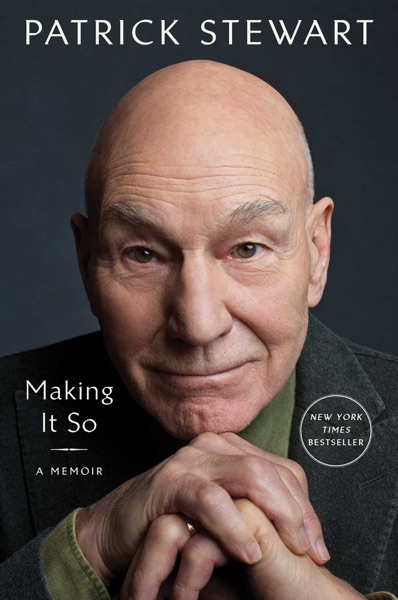 PATRICK STEWART
Making
It So
A MEMOIR
NEW YORK
TIMES
BESTSELLER